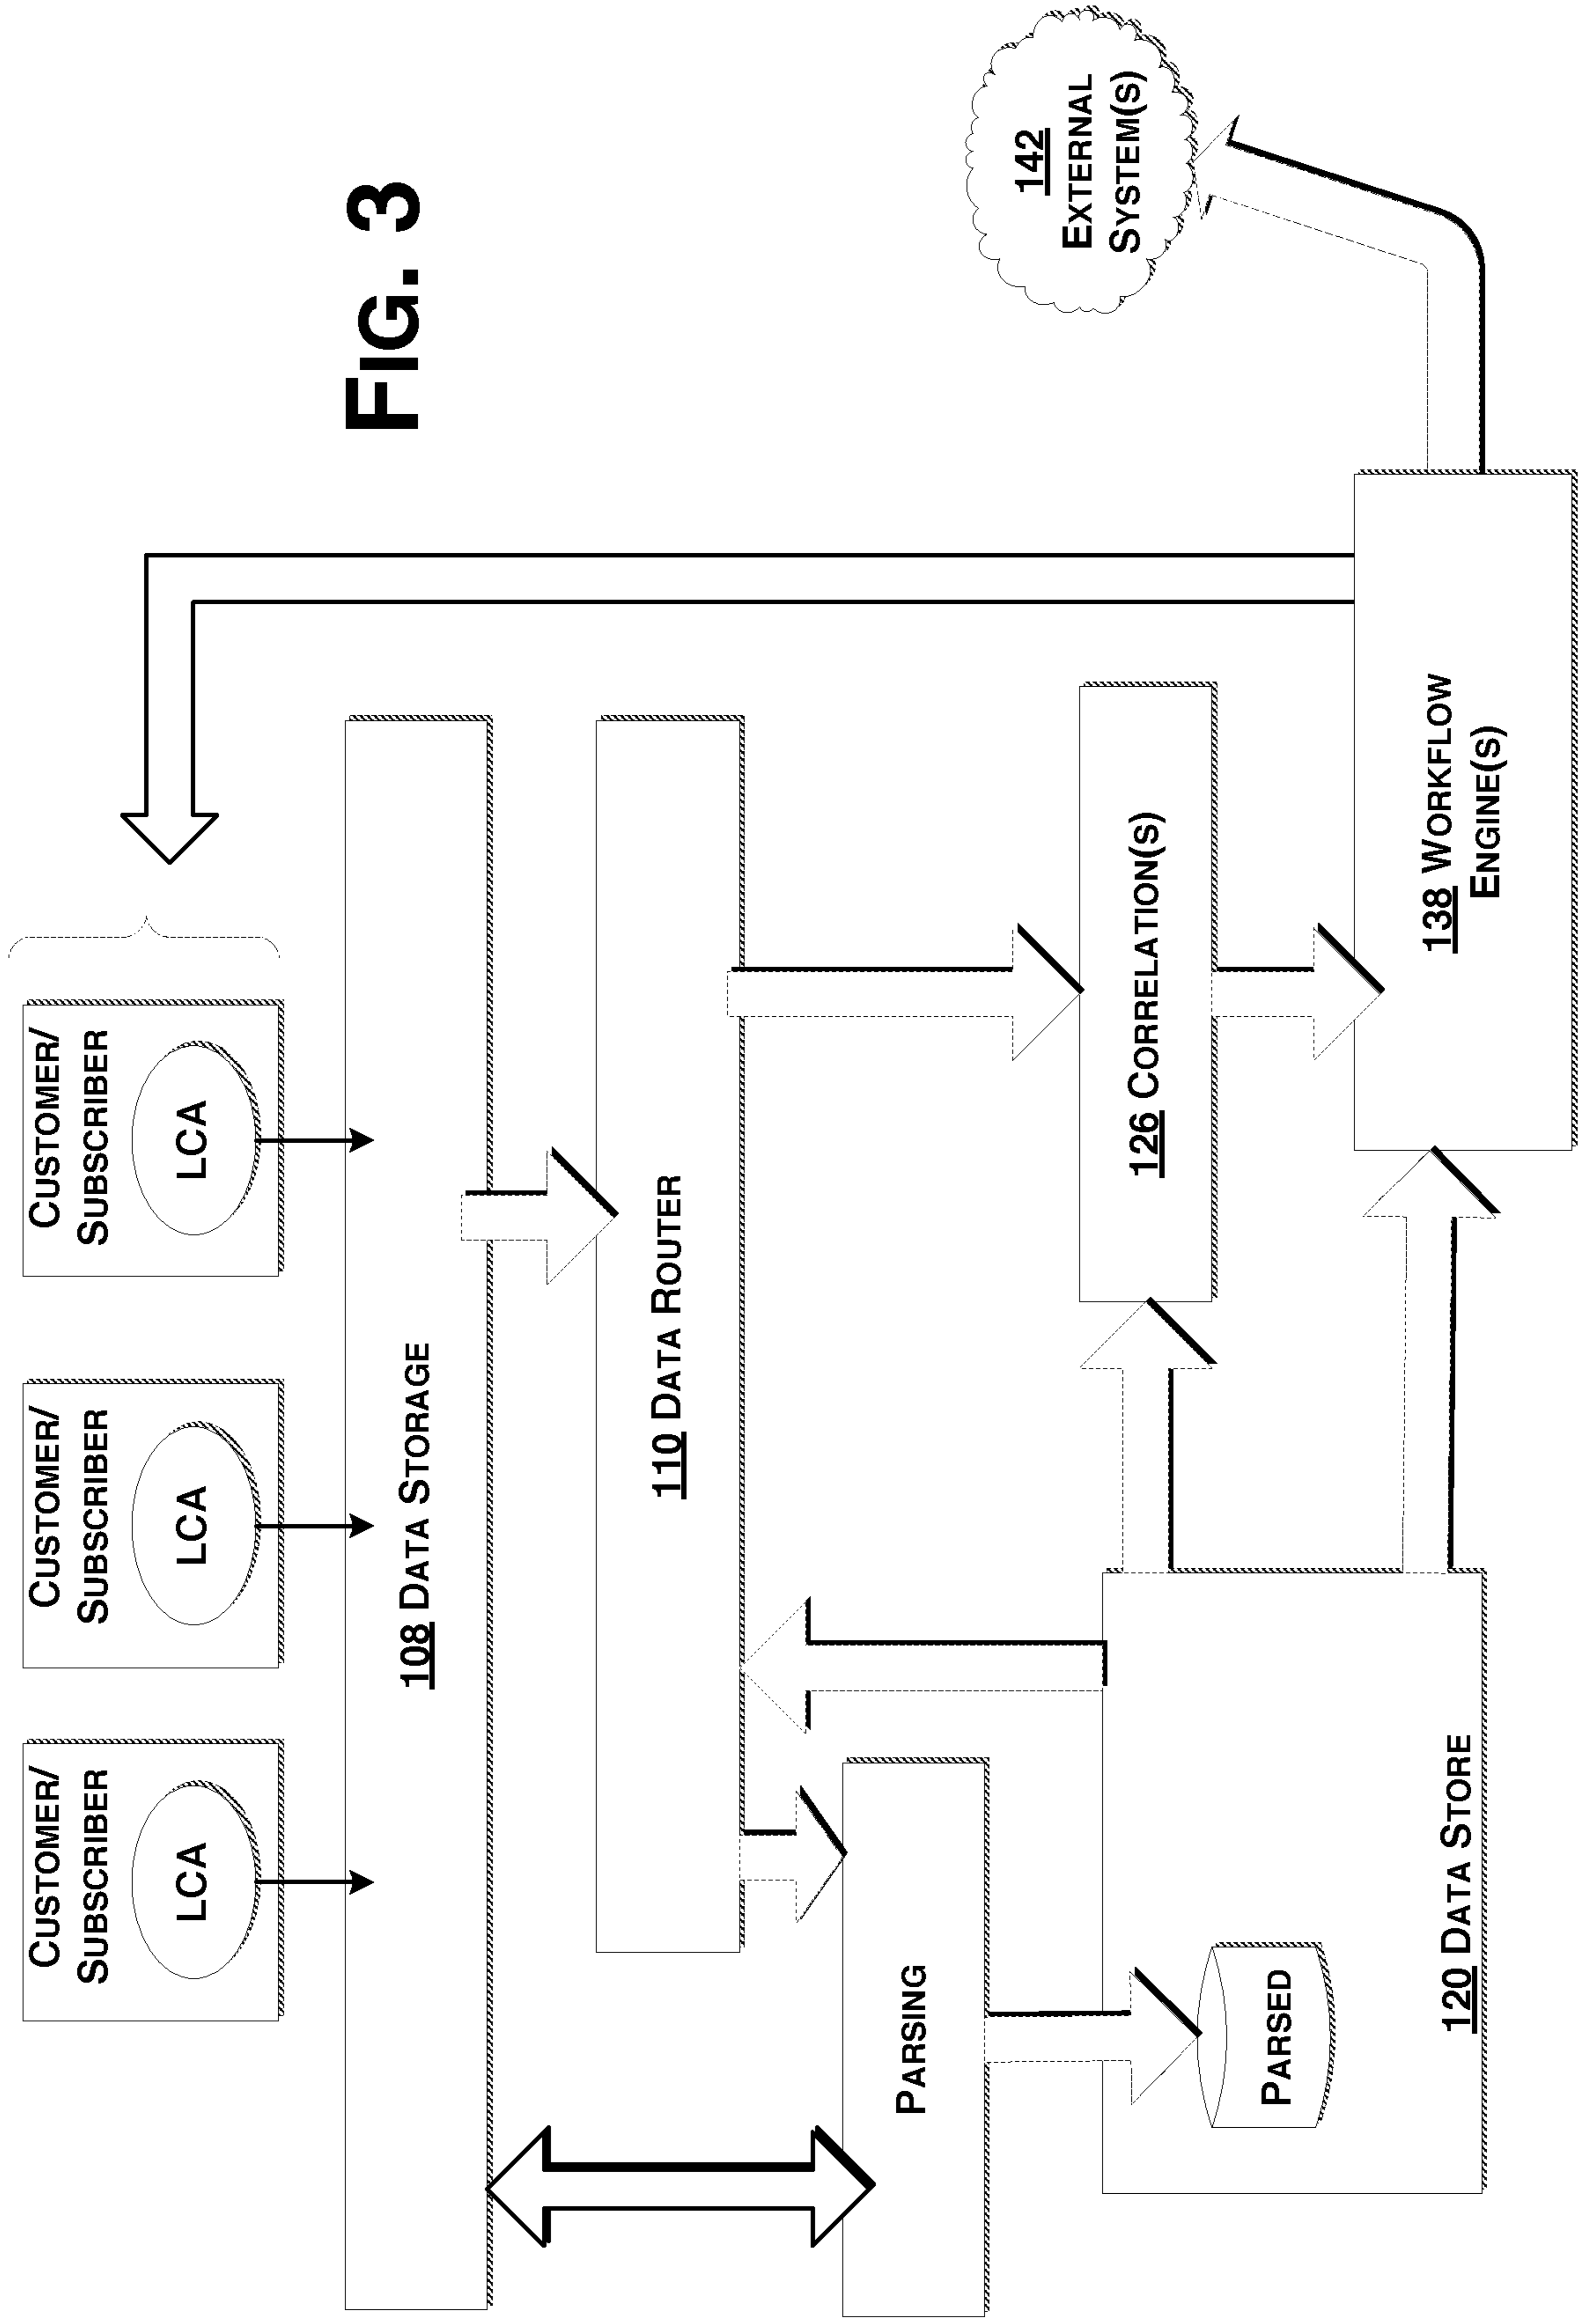 CUSTOMER/
SUBSCRIBER
LCA
CUSTOMER/
SUBSCRIBER
LCA
CUSTOMER/
SUBSCRIBER
LCA
FIG. 3
108 DATA STORAGE
110 DATA ROUTER
PARSING
142
EXTERNAL
SYSTEM(S)
126 CORRELATION(S)
PARSED
120 DATA STORE
138 WORKFLOW
ENGINE(S)